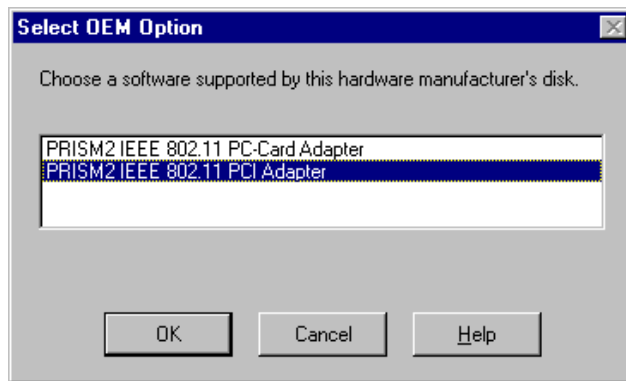 Select OEM Option
Choose a software supported by this hardware manufacturer's disk.
PRISM2 IEEE 802.11 PC-Card Adapter
PRISM2 IEEE 802.11 PCI Adapter
OK Cancel Help